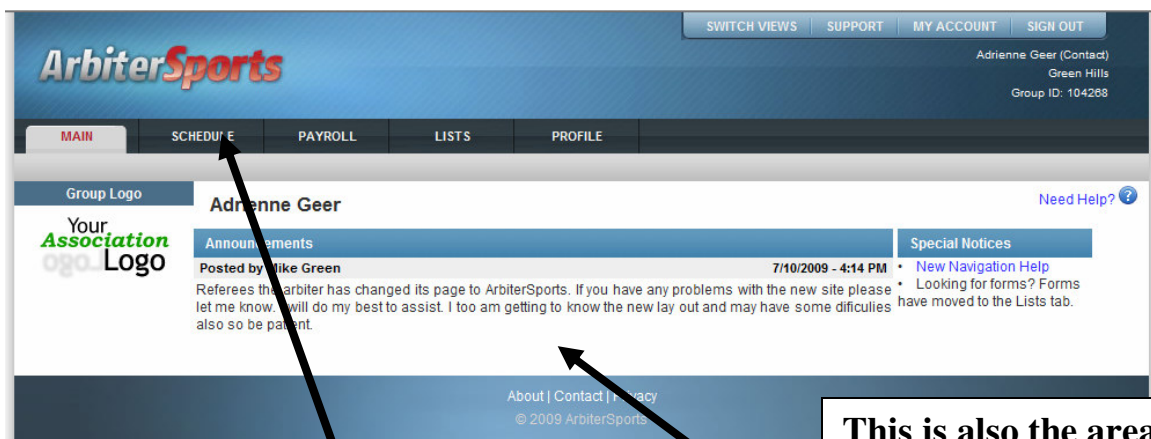 SWITCH VIEWS SUPPORT MY ACCOUNT SIGN OUT
ArbiterSports
Adrienne Geer (Contact)
Green Hills
Group ID: 104268
MAIN SCHEDULE PAYROLL LISTS PROFILE
Group Logo
Your
Association
Logo
Adrienne Geer
Need Help?
Announcements
Posted by Mike Green 7/10/2009 - 4:14 PM
Referees the arbiter has changed its page to ArbiterSports. If you have any problems with the new site please
let me know. I will do my best to assist. I too am getting to know the new lay out and may have some dificulies
also so be patient.
Special Notices
• New Navigation Help
• Looking for forms? Forms
have moved to the Lists tab.
About | Contact | Privacy
© 2009 ArbiterSports
This is also the area